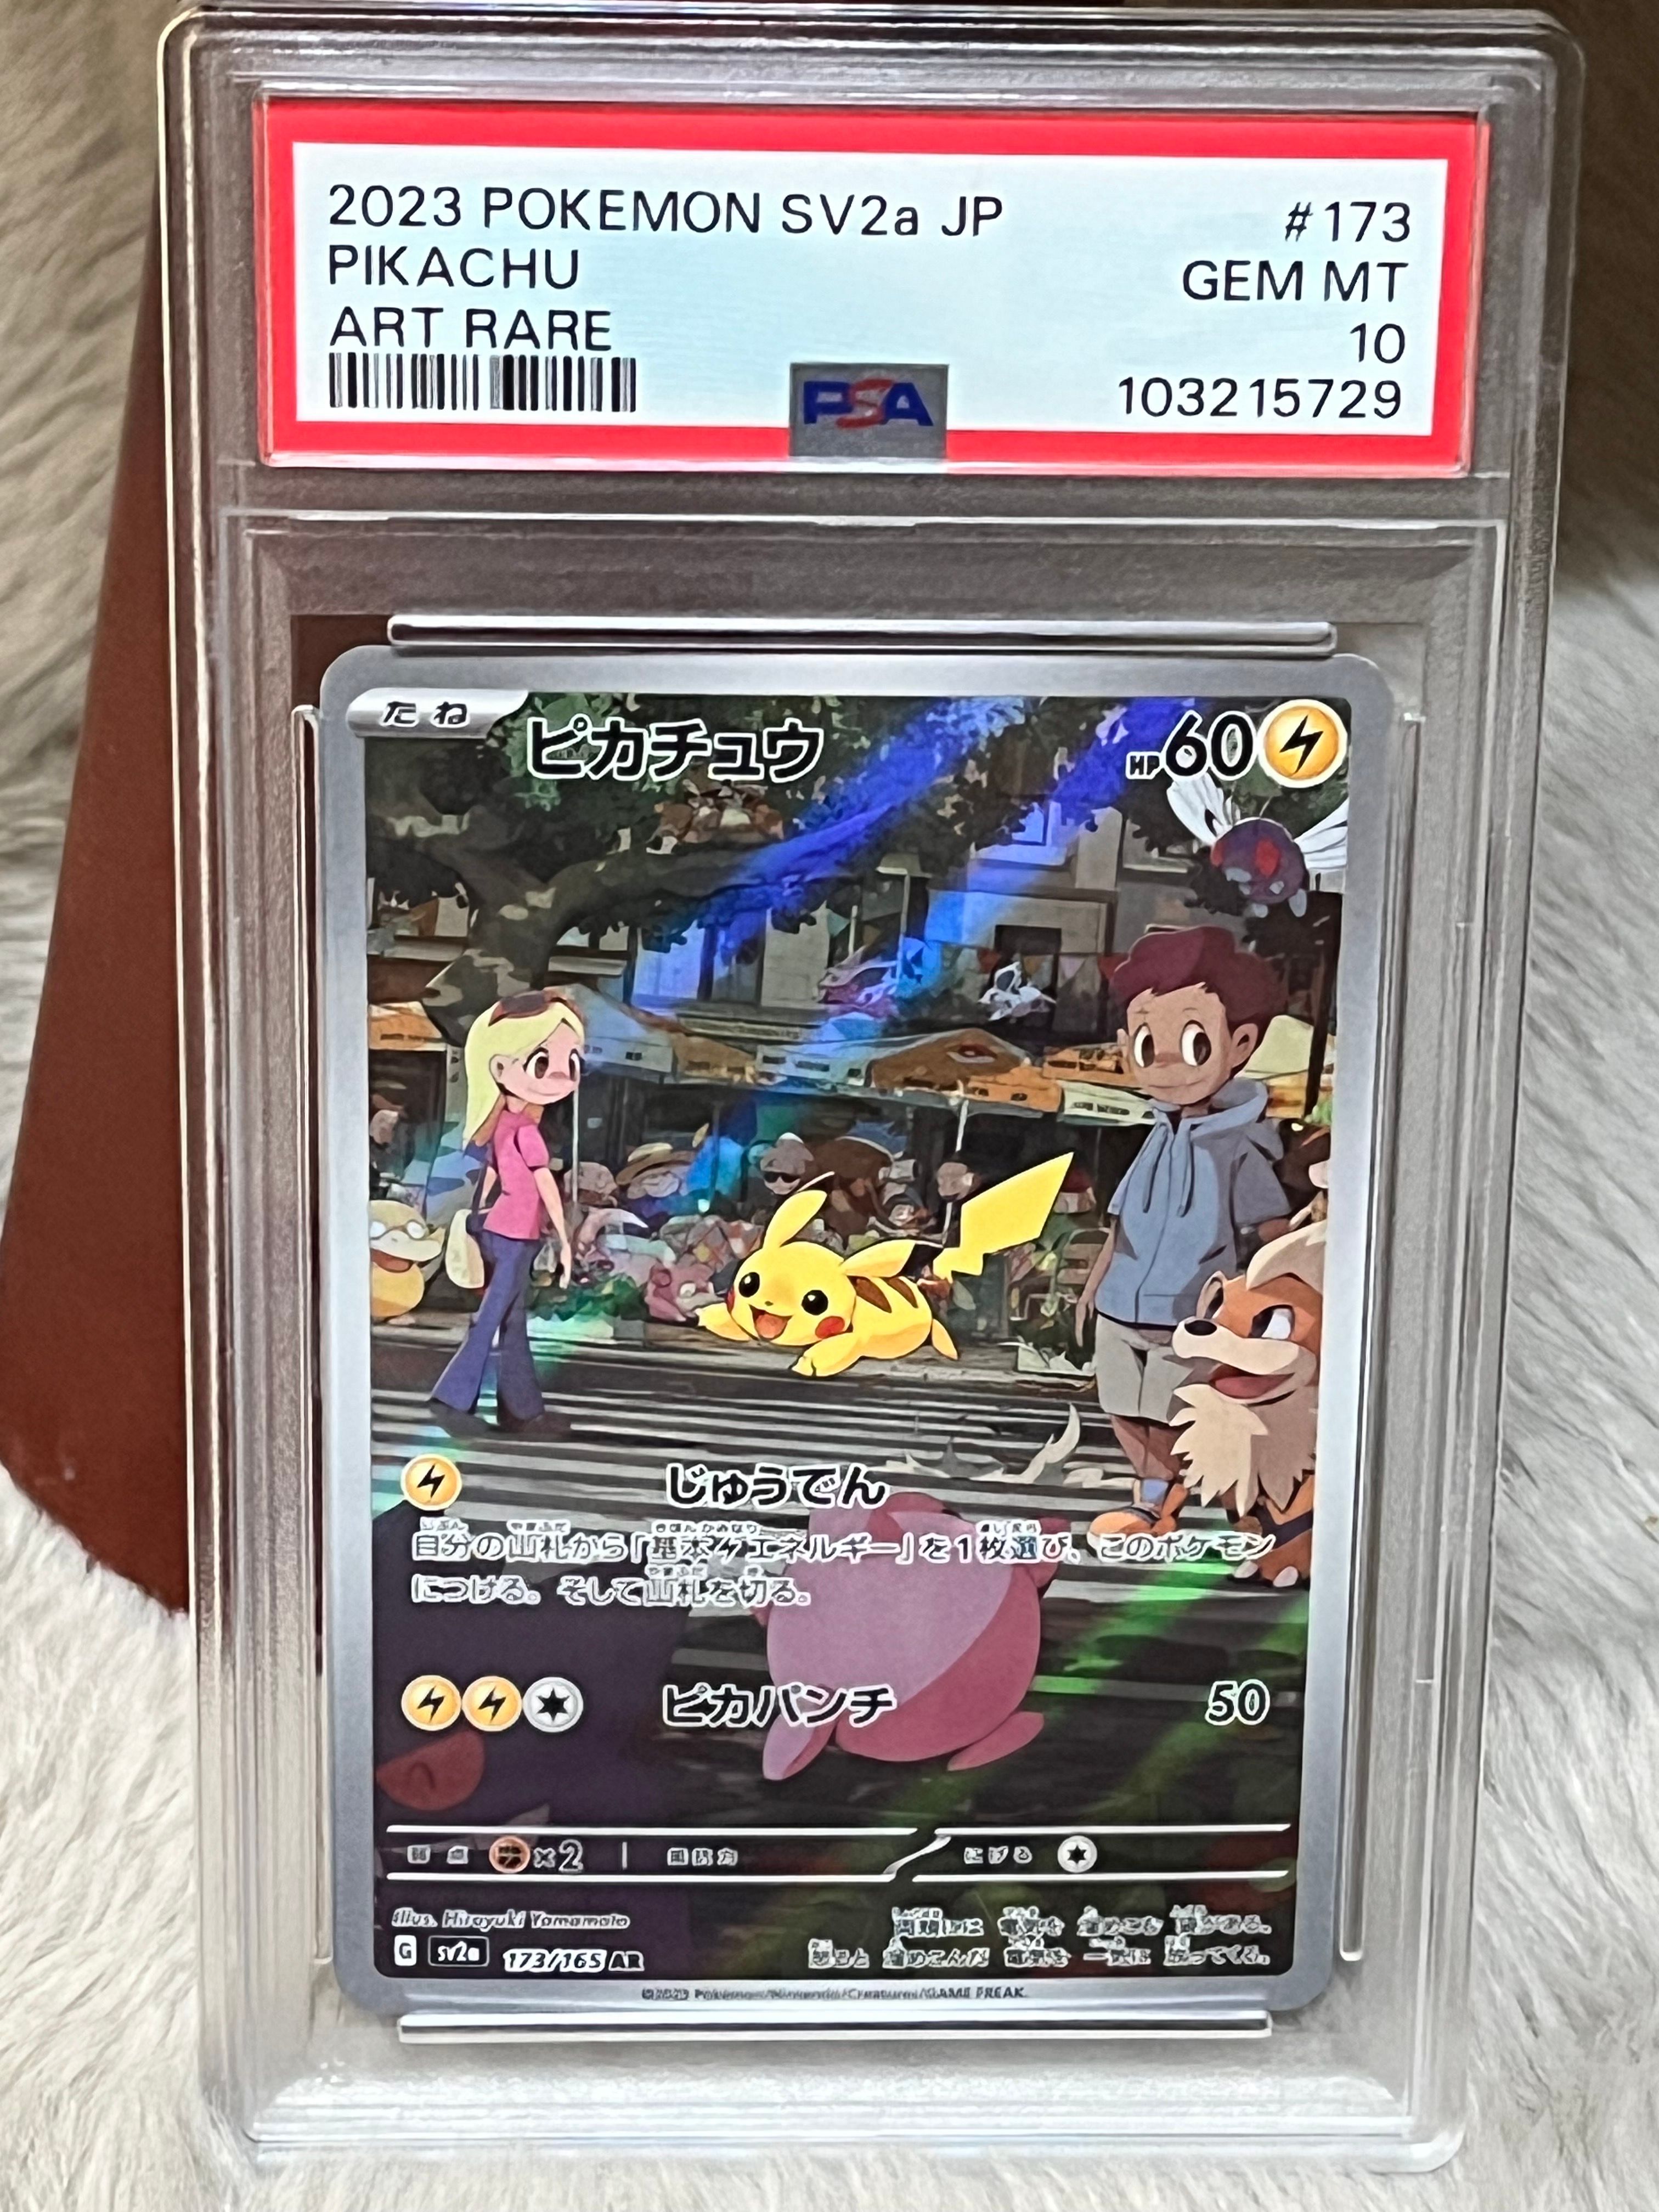 2023 POKEMON SV2a JP #173
PIKACHU GEM MT
ART RARE 10
PSA 103215729
たね ピカチュウ HP60
じゅうでん
自分の山札から「基本エネルギー」を1枚選び、このポケモン
につける。そして山札を切る。
ピカパンチ 50
×2 にげる
Illus. Hirayuki Yamamoto
G sv2a 173/165 AR
©2023 Pokémon/Nintendo/Creatures/GAME FREAK.